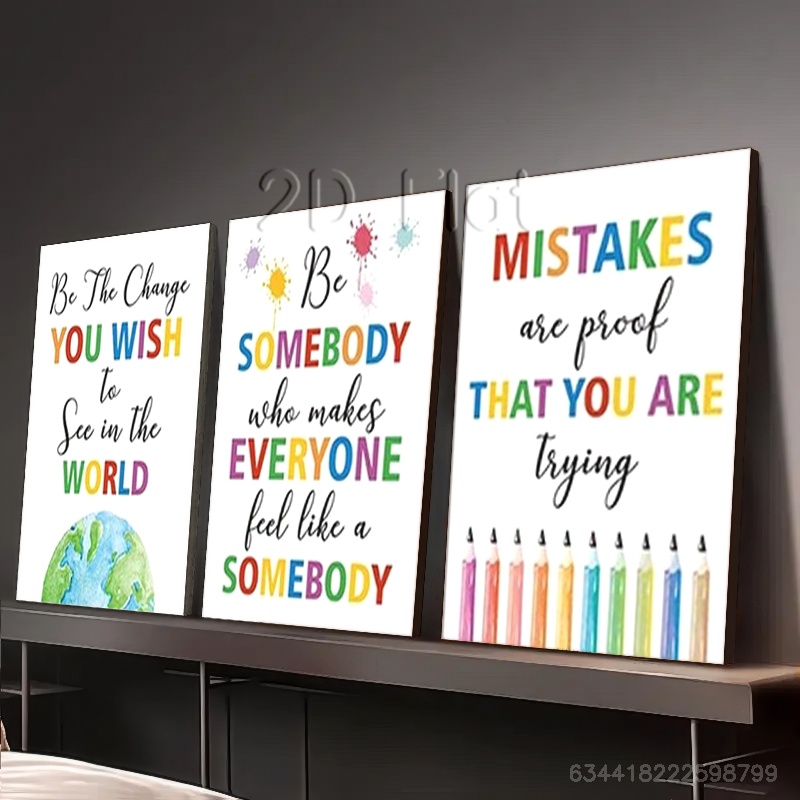 2D Flat
Be The Change
YOU WISH
to
See in the
WORLD
Be
SOMEBODY
who makes
EVERYONE
feel like a
SOMEBODY
MISTAKES
are proof
THAT YOU ARE
trying
634418222598799